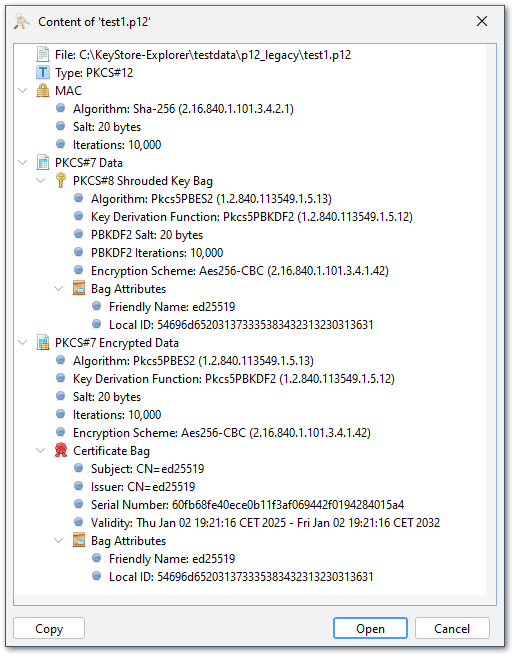 Content of 'test1.p12'
File: C:\KeyStore-Explorer\testdata\p12_legacy\test1.p12
T Type: PKCS#12
MAC
Algorithm: Sha-256 (2.16.840.1.101.3.4.2.1)
Salt: 20 bytes
Iterations: 10,000
PKCS#7 Data
PKCS#8 Shrouded Key Bag
Algorithm: Pkcs5PBES2 (1.2.840.113549.1.5.13)
Key Derivation Function: Pkcs5PBKDF2 (1.2.840.113549.1.5.12)
PBKDF2 Salt: 20 bytes
PBKDF2 Iterations: 10,000
Encryption Scheme: Aes256-CBC (2.16.840.1.101.3.4.1.42)
Bag Attributes
Friendly Name: ed25519
Local ID: 54696d6520313733353834323132303133631
PKCS#7 Encrypted Data
Algorithm: Pkcs5PBES2 (1.2.840.113549.1.5.13)
Key Derivation Function: Pkcs5PBKDF2 (1.2.840.113549.1.5.12)
Salt: 20 bytes
Iterations: 10,000
Encryption Scheme: Aes256-CBC (2.16.840.1.101.3.4.1.42)
Certificate Bag
Subject: CN=ed25519
Issuer: CN=ed25519
Serial Number: 60fb68fe40ece0b11f3af069442f0194284015a4
Validity: Thu Jan 02 19:21:16 CET 2025 - Fri Jan 02 19:21:16 CET 2032
Bag Attributes
Friendly Name: ed25519
Local ID: 54696d6520313733353834323132303133631
Copy
Open
Cancel